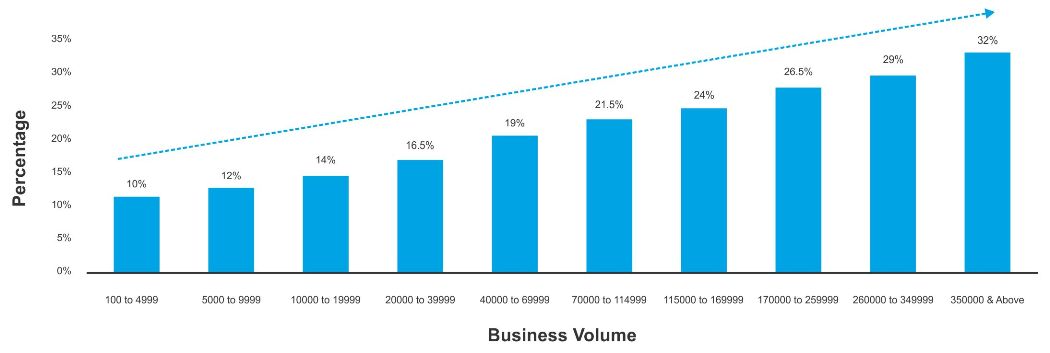 Percentage
35%
30%
25%
20%
15%
10%
5%
0%
10%
12%
14%
16.5%
19%
21.5%
24%
26.5%
29%
32%
100 to 4999
5000 to 9999
10000 to 19999
20000 to 39999
40000 to 69999
70000 to 114999
115000 to 169999
170000 to 259999
260000 to 349999
350000 & Above
Business Volume